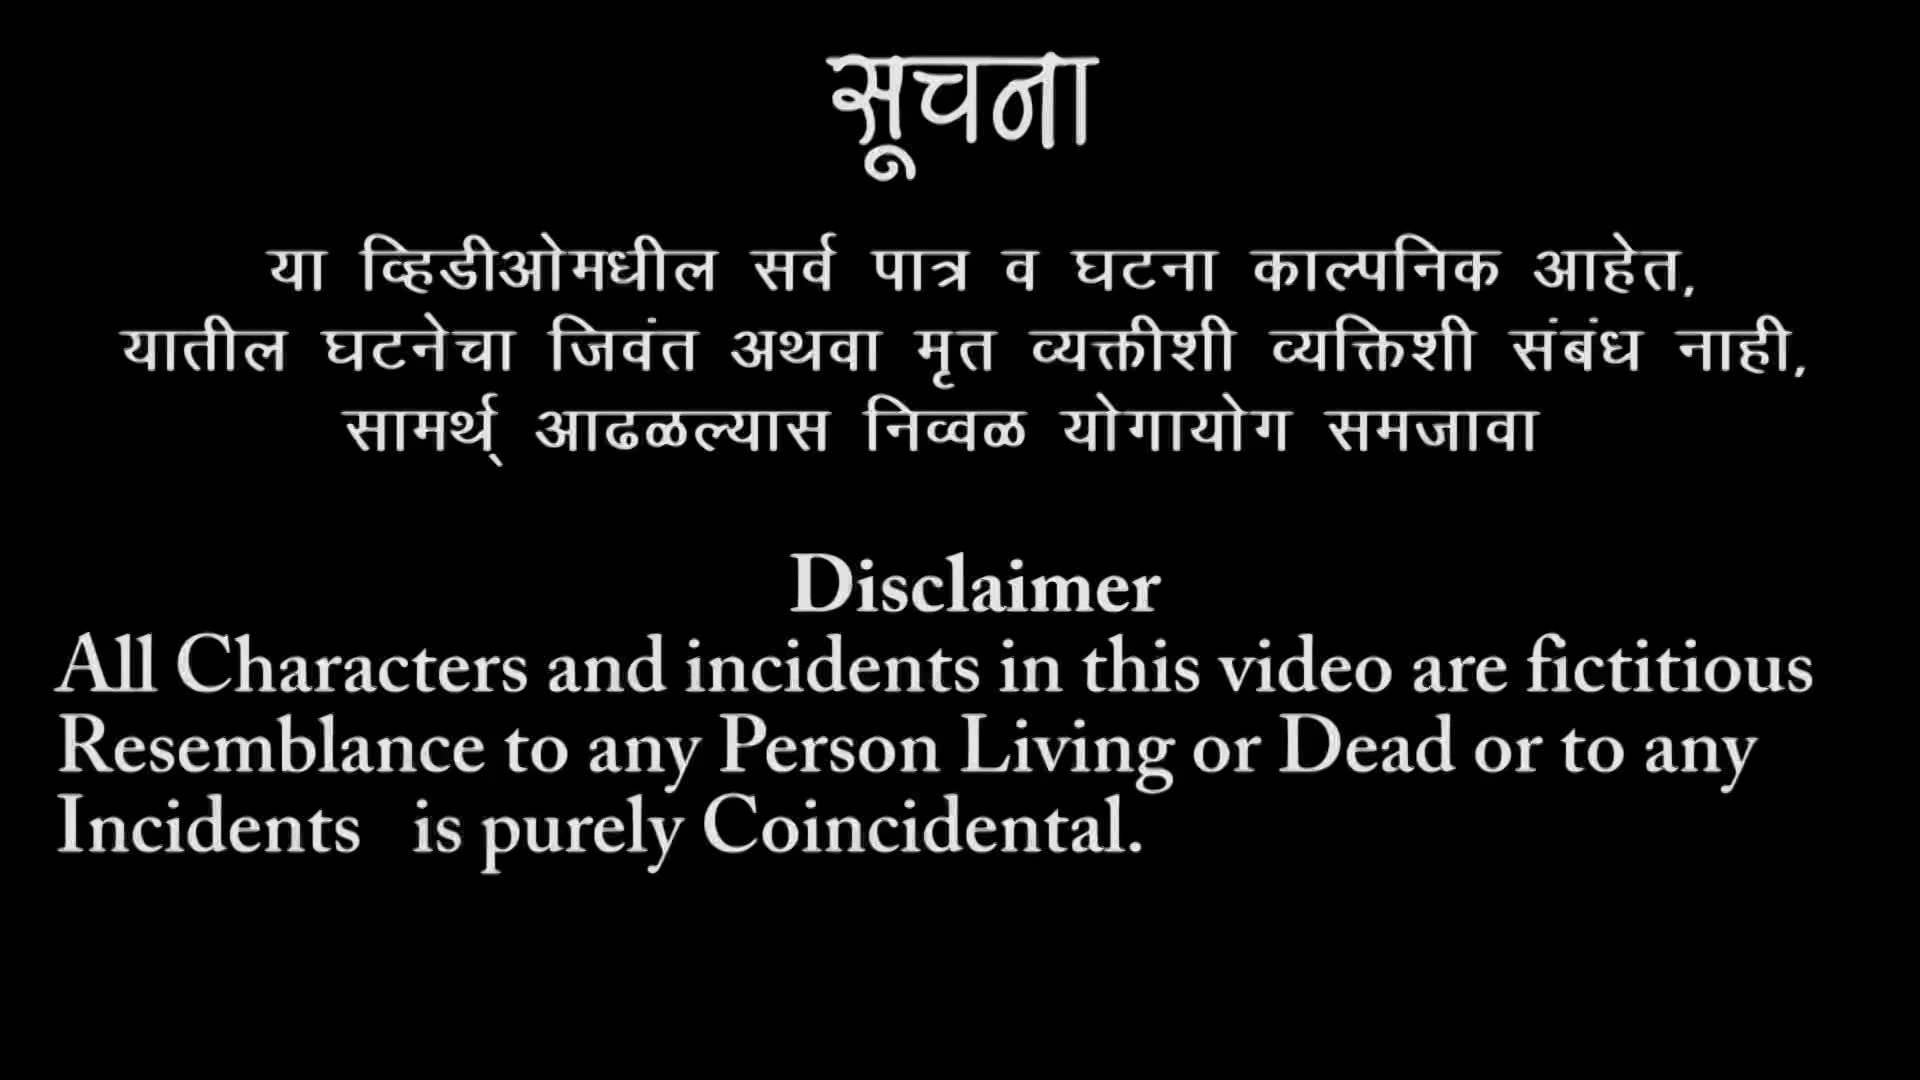 सूचना
या व्हिडीओमधील सर्व पात्र व घटना काल्पनिक आहेत,
यातील घटनेचा जिवंत अथवा मृत व्यक्तीशी व्यक्तिशी संबंध नाही,
सामर्थ् आढळल्यास निव्वळ योगायोग समजावा
Disclaimer
All Characters and incidents in this video are fictitious
Resemblance to any Person Living or Dead or to any
Incidents is purely Coincidental.